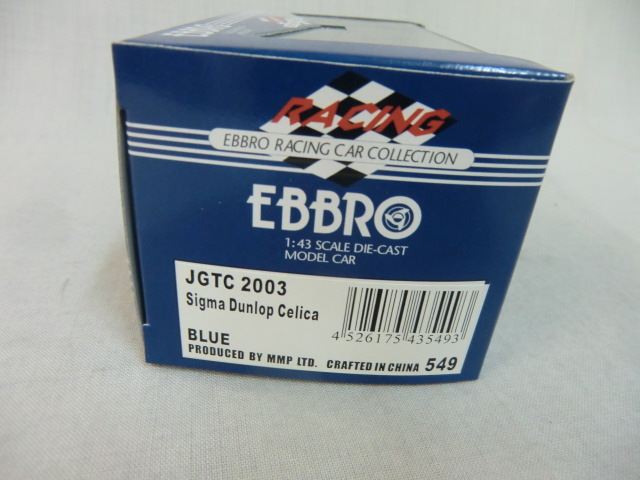 RACING
EBBRO RACING CAR COLLECTION
EBBRO
1:43 SCALE DIE-CAST
MODEL CAR
JGTC 2003
Sigma Dunlop Celica
BLUE
4 526175 435493
PRODUCED BY MMP LTD. CRAFTED IN CHINA 549